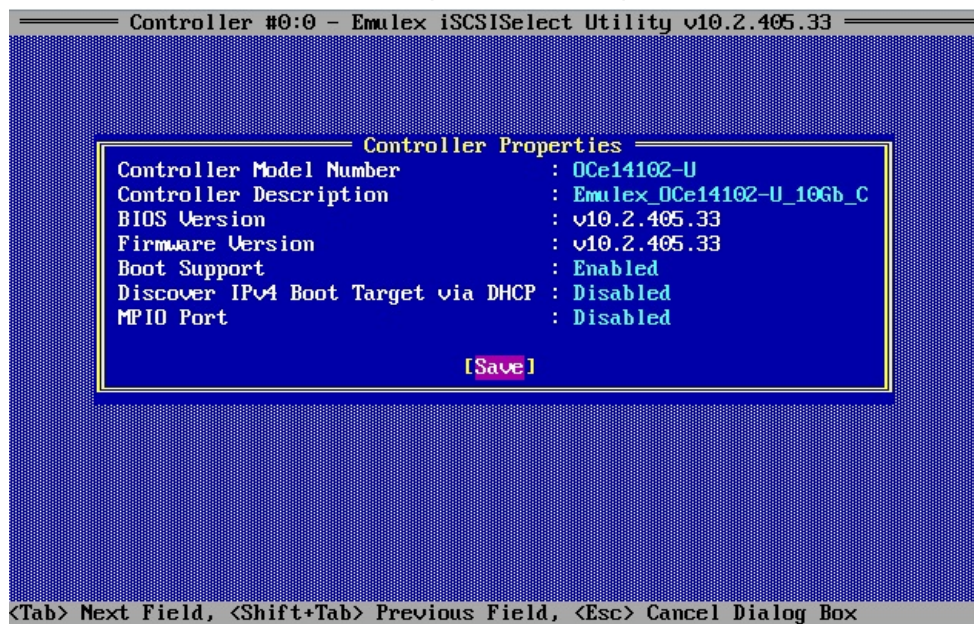 Controller #0:0 - Emulex iSCSISelect Utility v10.2.405.33
Controller Properties
Controller Model Number : OCe14102-U
Controller Description : Emulex_OCe14102-U_10Gb_C
BIOS Version : v10.2.405.33
Firmware Version : v10.2.405.33
Boot Support : Enabled
Discover IPv4 Boot Target via DHCP : Disabled
MPIO Port : Disabled
[Save]
<Tab> Next Field, <Shift+Tab> Previous Field, <Esc> Cancel Dialog Box